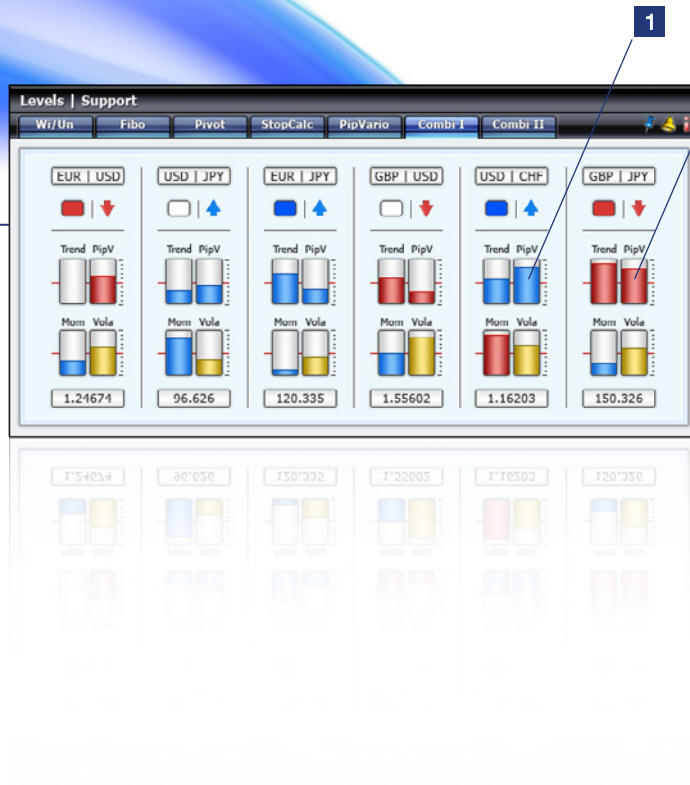 1
Levels | Support
Wi/Un Fibo Pivot StopCalc PipVario Combi I Combi II
EUR | USD USD | JPY EUR | JPY GBP | USD USD | CHF GBP | JPY
Trend PipV Trend PipV Trend PipV Trend PipV Trend PipV Trend PipV
Mom Vola Mom Vola Mom Vola Mom Vola Mom Vola Mom Vola
1.24674 96.626 120.335 1.55602 1.16203 150.326